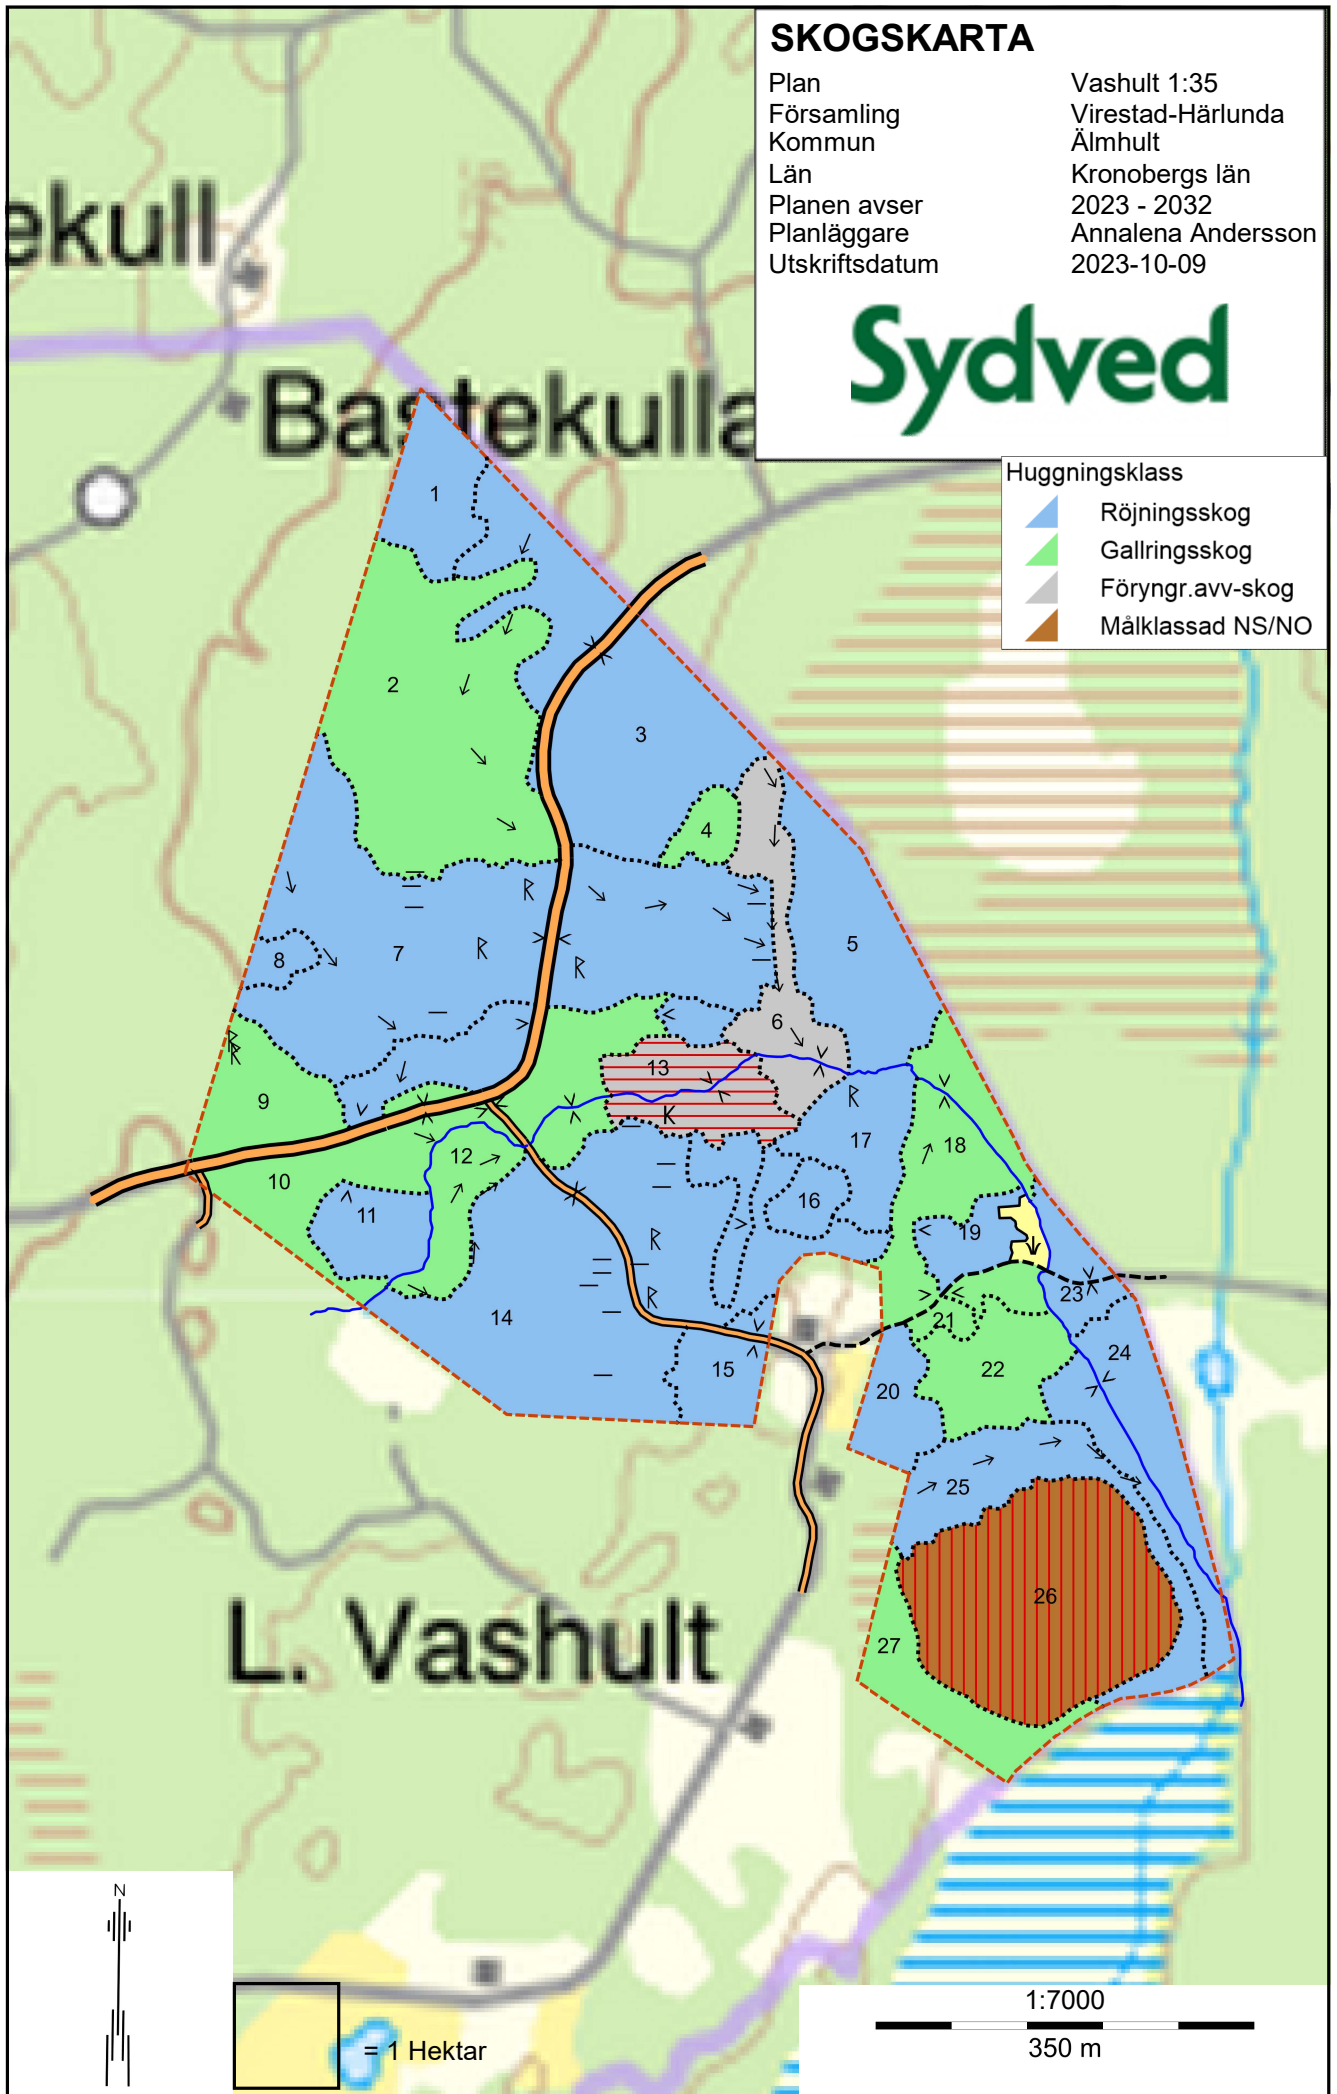 SKOGSKARTA
Plan Vashult 1:35
Församling Virestad-Härlunda
Kommun Älmhult
Län Kronobergs län
Planen avser 2023 - 2032
Planläggare Annalena Andersson
Utskriftsdatum 2023-10-09
Sydved
Huggningsklass
Röjningsskog
Gallringsskog
Föryngr.avv-skog
Målklassad NS/NO
ekull
Bastekulla
1
2
3
4
5
R
7
8
R
R
6
R
R
13
9
K
R
17
18
12
10
16
11
19
R
R
23
14
21
24
15
22
20
25
26
L. Vashult
27
N
= 1 Hektar
1:7000
350 m